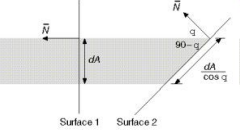 N̄
N̄
q
90–q
dA
dA
cos q
Surface 1
Surface 2